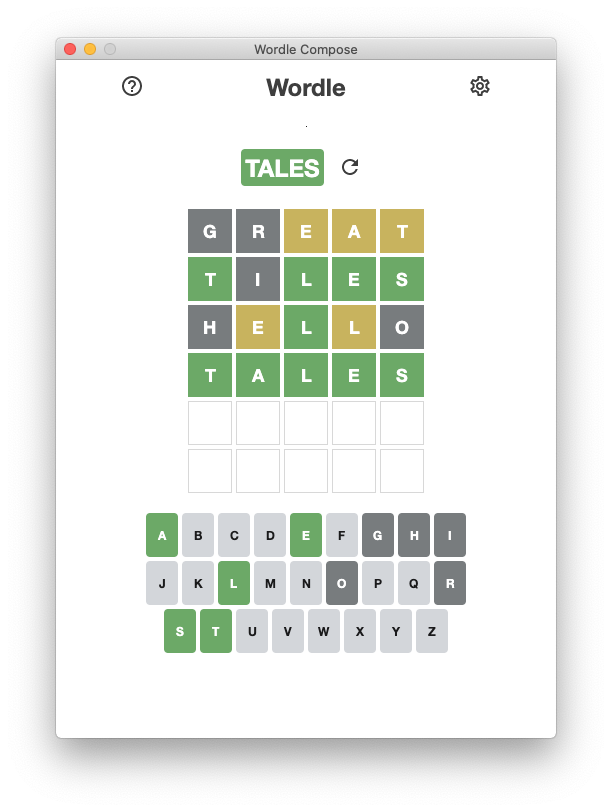 Wordle Compose
Wordle
.
TALES
G R E A T
T I L E S
H E L L O
T A L E S
A B C D E F G H I
J K L M N O P Q R
S T U V W X Y Z